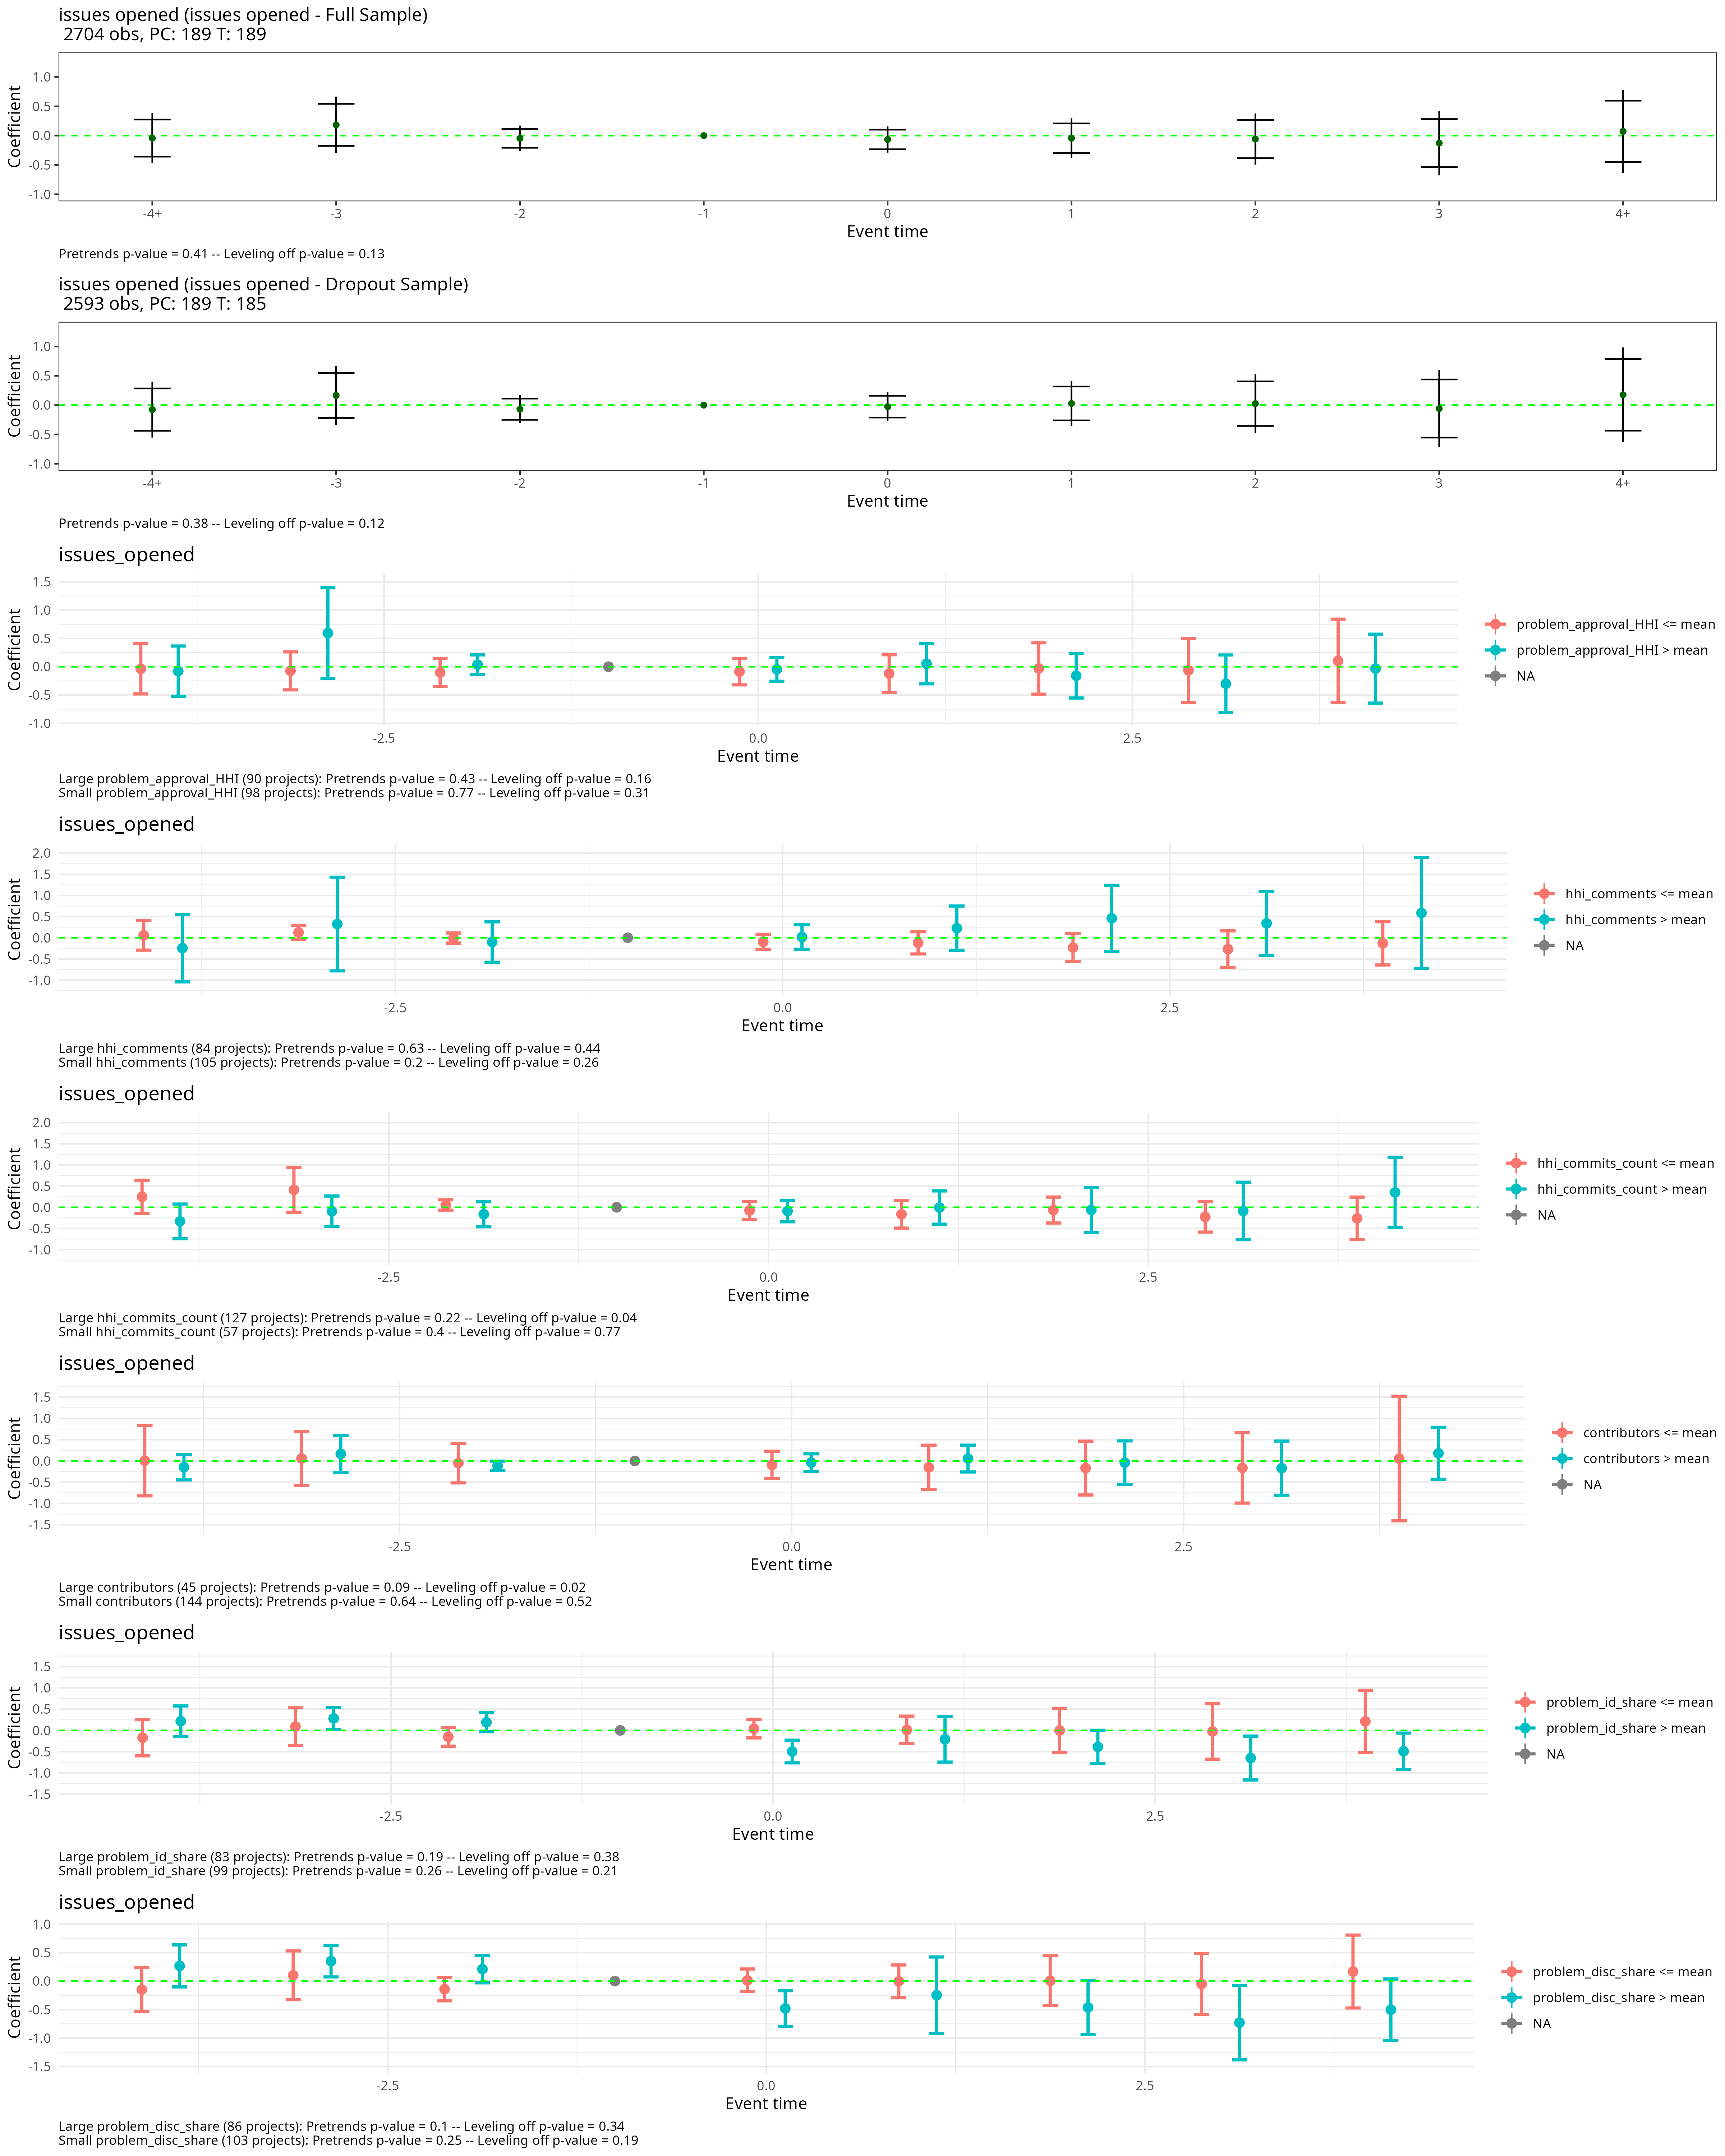 issues opened (issues opened - Full Sample)
2704 obs, PC: 189 T: 189
Coefficient
1.0
0.5
0.0
-0.5
-1.0
-4+ -3 -2 -1 0 1 2 3 4+
Event time
Pretrends p-value = 0.41 -- Leveling off p-value = 0.13
issues opened (issues opened - Dropout Sample)
2593 obs, PC: 189 T: 185
Coefficient
1.0
0.5
0.0
-0.5
-1.0
-4+ -3 -2 -1 0 1 2 3 4+
Event time
Pretrends p-value = 0.38 -- Leveling off p-value = 0.12
issues_opened
Coefficient
1.5
1.0
0.5
0.0
-0.5
-1.0
-2.5 0.0 2.5
Event time
problem_approval_HHI <= mean
problem_approval_HHI > mean
NA
Large problem_approval_HHI (90 projects): Pretrends p-value = 0.43 -- Leveling off p-value = 0.16
Small problem_approval_HHI (98 projects): Pretrends p-value = 0.77 -- Leveling off p-value = 0.31
issues_opened
Coefficient
2.0
1.5
1.0
0.5
0.0
-0.5
-1.0
-2.5 0.0 2.5
Event time
hhi_comments <= mean
hhi_comments > mean
NA
Large hhi_comments (84 projects): Pretrends p-value = 0.63 -- Leveling off p-value = 0.44
Small hhi_comments (105 projects): Pretrends p-value = 0.2 -- Leveling off p-value = 0.26
issues_opened
Coefficient
2.0
1.5
1.0
0.5
0.0
-0.5
-1.0
-2.5 0.0 2.5
Event time
hhi_commits_count <= mean
hhi_commits_count > mean
NA
Large hhi_commits_count (127 projects): Pretrends p-value = 0.22 -- Leveling off p-value = 0.04
Small hhi_commits_count (57 projects): Pretrends p-value = 0.4 -- Leveling off p-value = 0.77
issues_opened
Coefficient
1.5
1.0
0.5
0.0
-0.5
-1.0
-1.5
-2.5 0.0 2.5
Event time
contributors <= mean
contributors > mean
NA
Large contributors (45 projects): Pretrends p-value = 0.09 -- Leveling off p-value = 0.02
Small contributors (144 projects): Pretrends p-value = 0.64 -- Leveling off p-value = 0.52
issues_opened
Coefficient
1.5
1.0
0.5
0.0
-0.5
-1.0
-1.5
-2.5 0.0 2.5
Event time
problem_id_share <= mean
problem_id_share > mean
NA
Large problem_id_share (83 projects): Pretrends p-value = 0.19 -- Leveling off p-value = 0.38
Small problem_id_share (99 projects): Pretrends p-value = 0.26 -- Leveling off p-value = 0.21
issues_opened
Coefficient
1.0
0.5
0.0
-0.5
-1.0
-1.5
-2.5 0.0 2.5
Event time
problem_disc_share <= mean
problem_disc_share > mean
NA
Large problem_disc_share (86 projects): Pretrends p-value = 0.1 -- Leveling off p-value = 0.34
Small problem_disc_share (103 projects): Pretrends p-value = 0.25 -- Leveling off p-value = 0.19